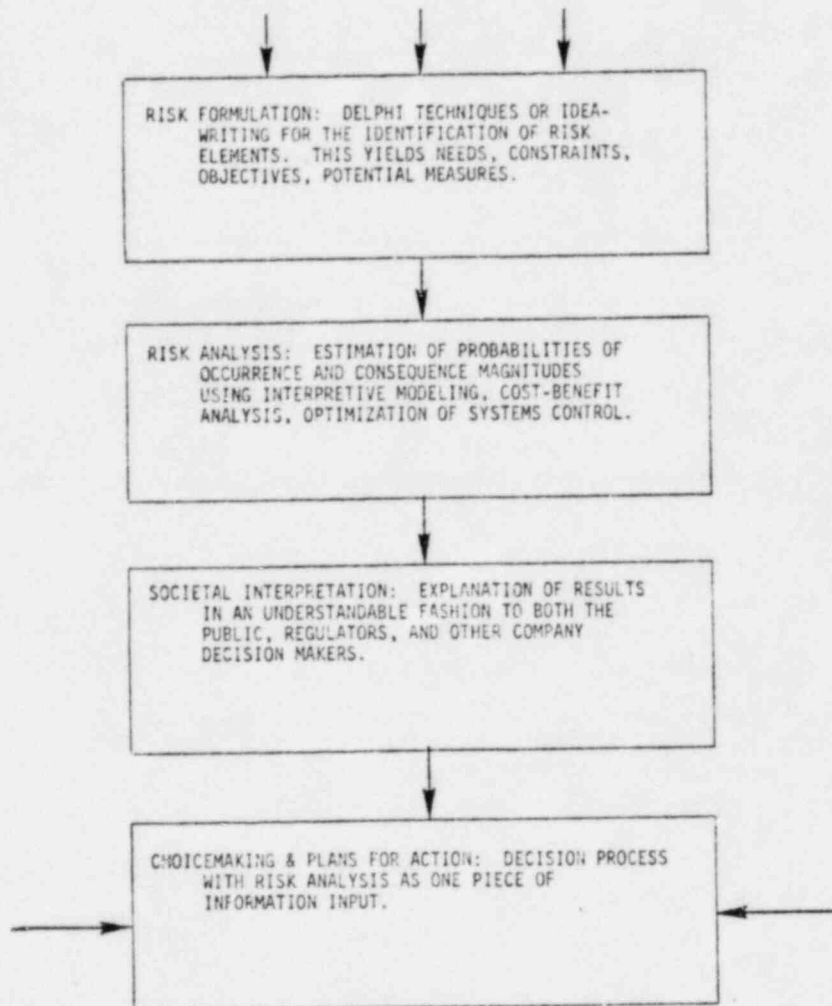 RISK FORMULATION: DELPHI TECHNIQUES OR IDEA-
WRITING FOR THE IDENTIFICATION OF RISK
ELEMENTS. THIS YIELDS NEEDS, CONSTRAINTS,
OBJECTIVES, POTENTIAL MEASURES.
RISK ANALYSIS: ESTIMATION OF PROBABILITIES OF
OCCURRENCE AND CONSEQUENCE MAGNITUDES
USING INTERPRETIVE MODELING, COST-BENEFIT
ANALYSIS, OPTIMIZATION OF SYSTEMS CONTROL.
SOCIETAL INTERPRETATION: EXPLANATION OF RESULTS
IN AN UNDERSTANDABLE FASHION TO BOTH THE
PUBLIC, REGULATORS, AND OTHER COMPANY
DECISION MAKERS.
CHOICEMAKING & PLANS FOR ACTION: DECISION PROCESS
WITH RISK ANALYSIS AS ONE PIECE OF
INFORMATION INPUT.